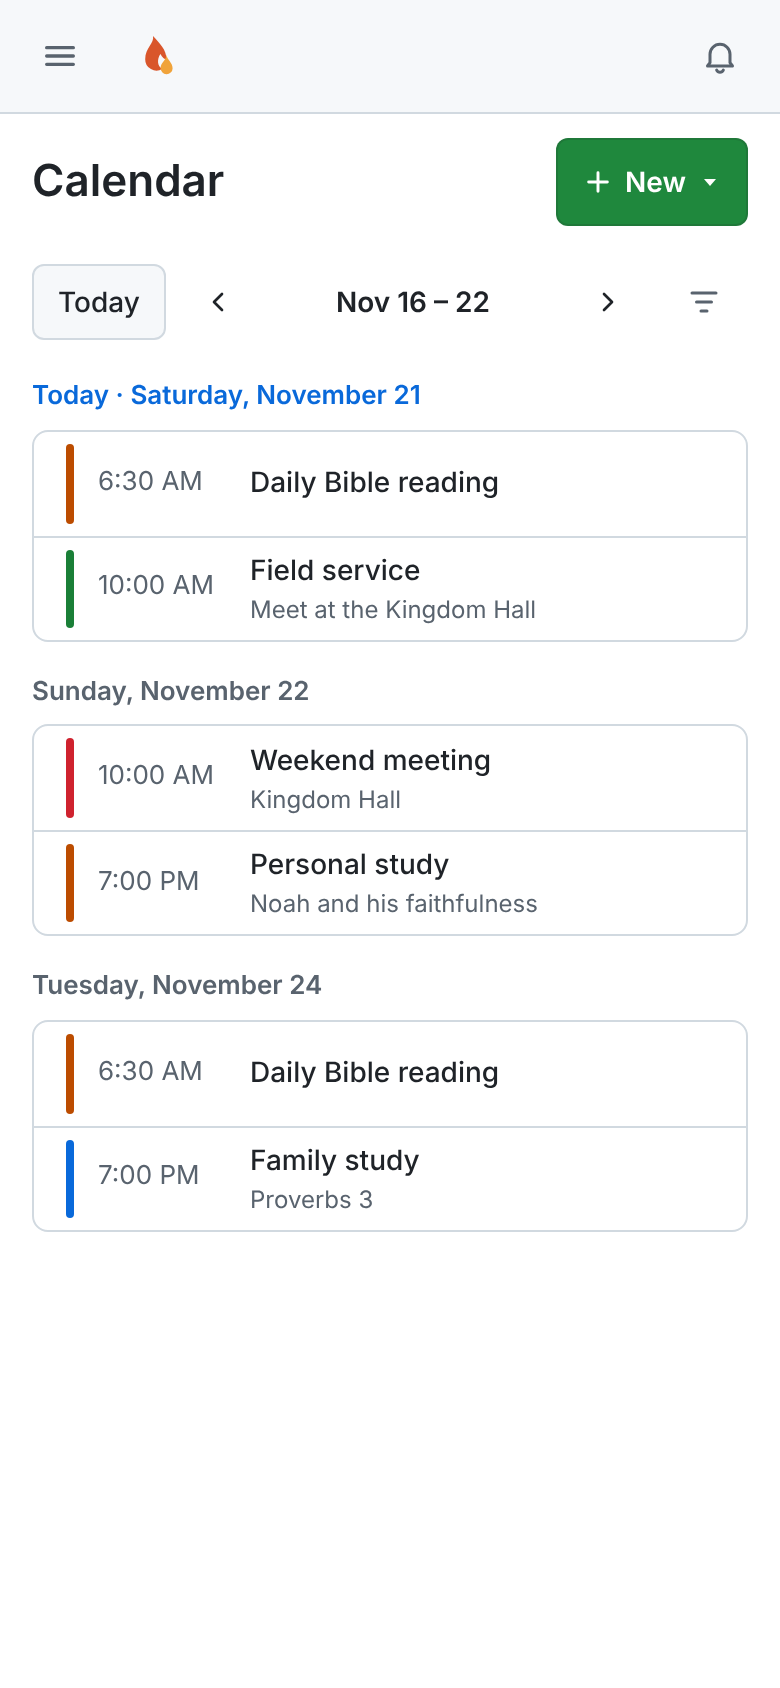 Calendar
+ New
Today
Nov 16 – 22
Today · Saturday, November 21
6:30 AM
Daily Bible reading
10:00 AM
Field service
Meet at the Kingdom Hall
Sunday, November 22
10:00 AM
Weekend meeting
Kingdom Hall
7:00 PM
Personal study
Noah and his faithfulness
Tuesday, November 24
6:30 AM
Daily Bible reading
7:00 PM
Family study
Proverbs 3